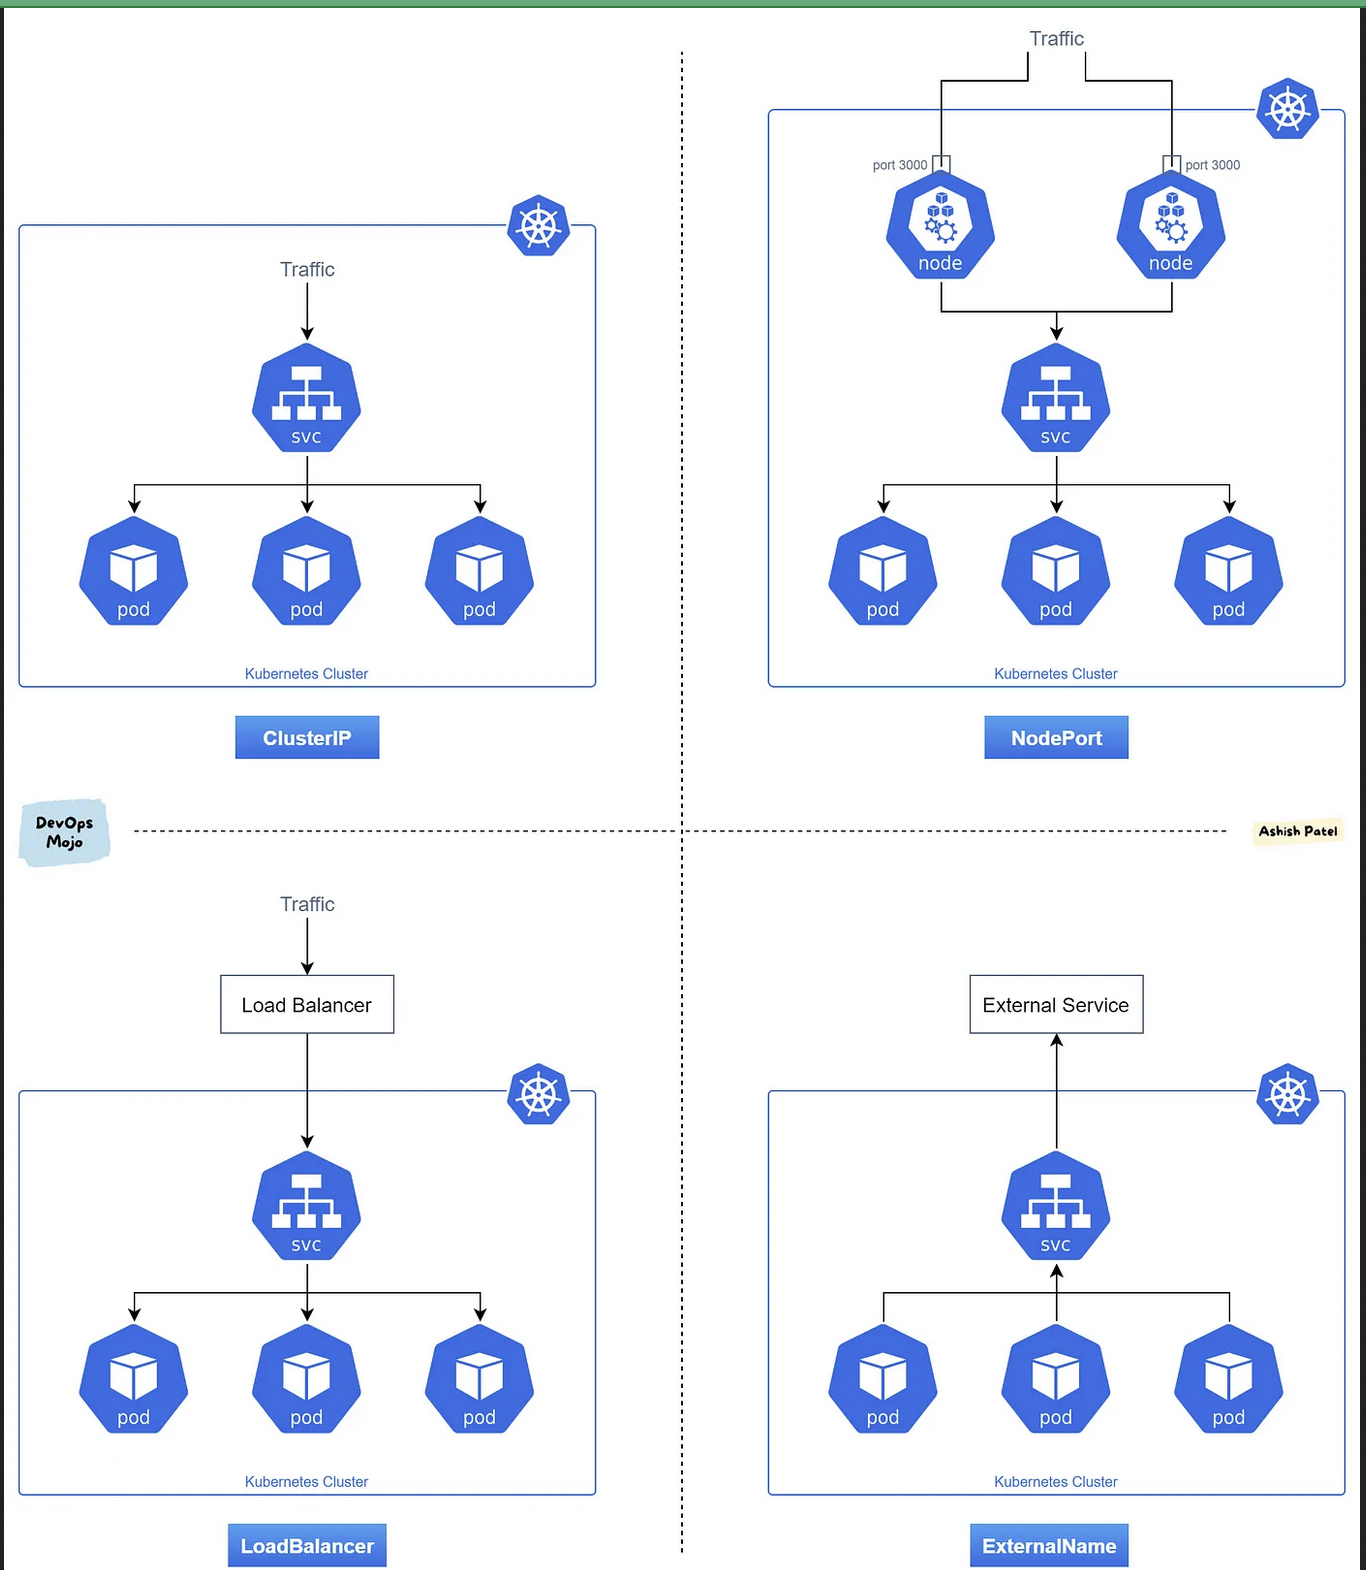 Traffic
svc
pod
pod
pod
Kubernetes Cluster
ClusterIP
Traffic
port 3000
port 3000
node
node
svc
pod
pod
pod
Kubernetes Cluster
NodePort
DevOps
Mojo
Ashish Patel
Traffic
Load Balancer
svc
pod
pod
pod
Kubernetes Cluster
LoadBalancer
External Service
svc
pod
pod
pod
Kubernetes Cluster
ExternalName